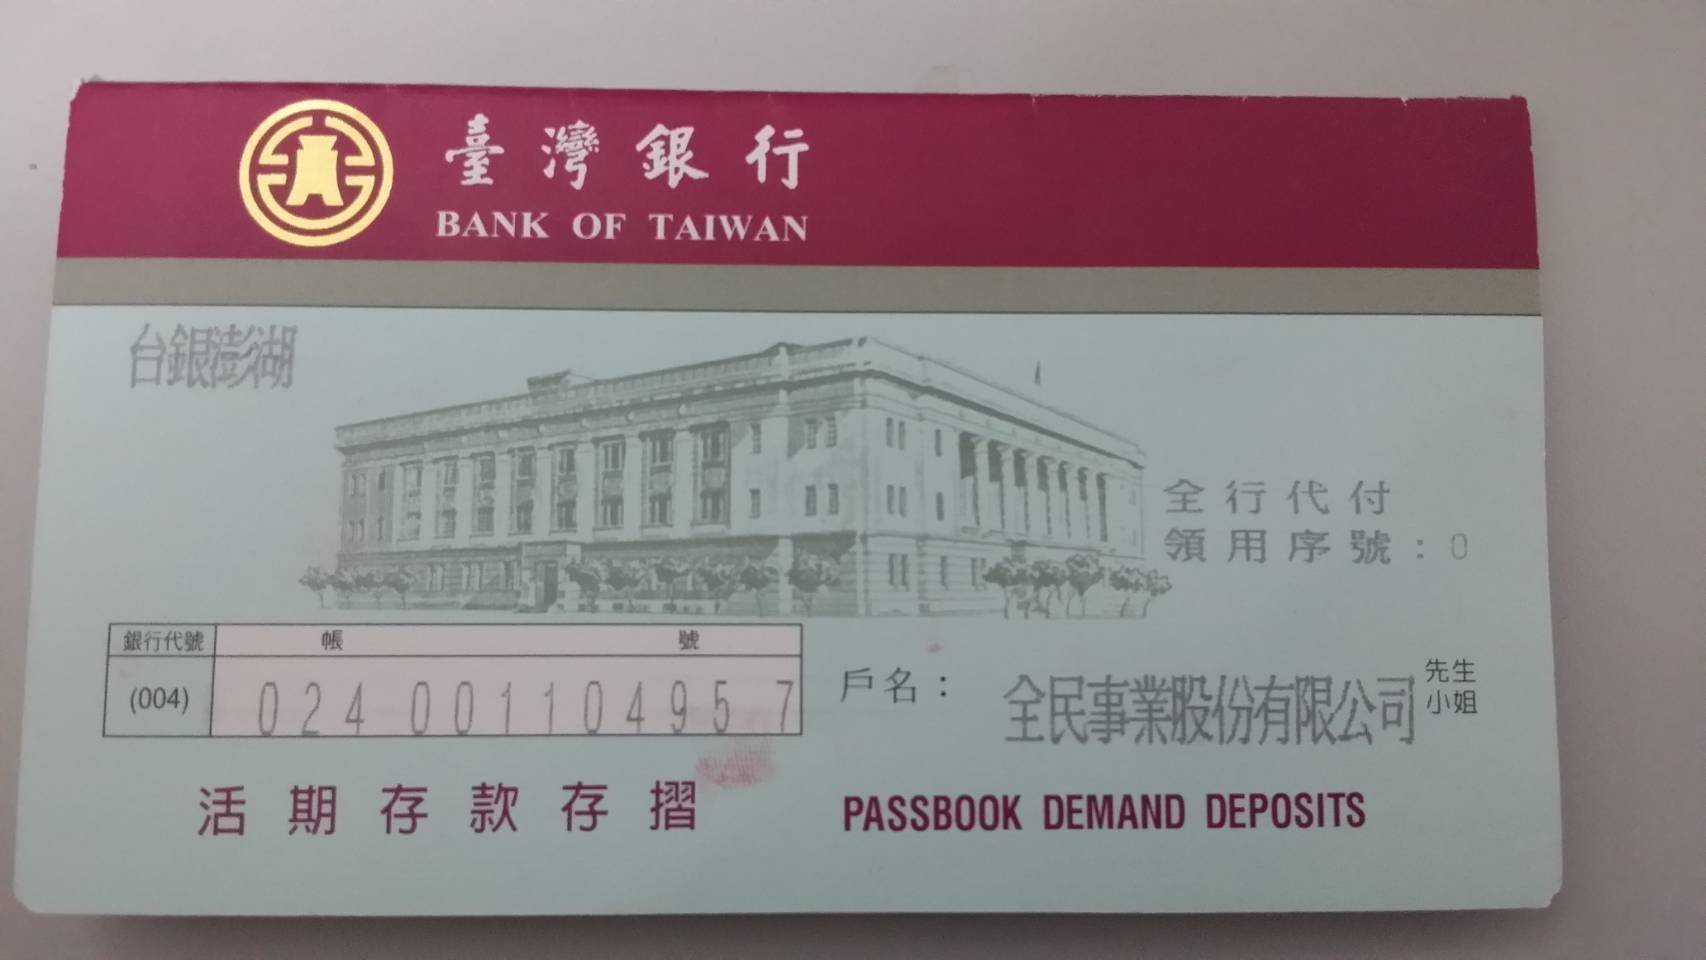 臺灣銀行
BANK OF TAIWAN
台銀澎湖
全行代付
領用序號：0
銀行代號 帳號
(004) 024 001104957
戶名： 全民事業股份有限公司 先生
小姐
活期存款存摺 PASSBOOK DEMAND DEPOSITS